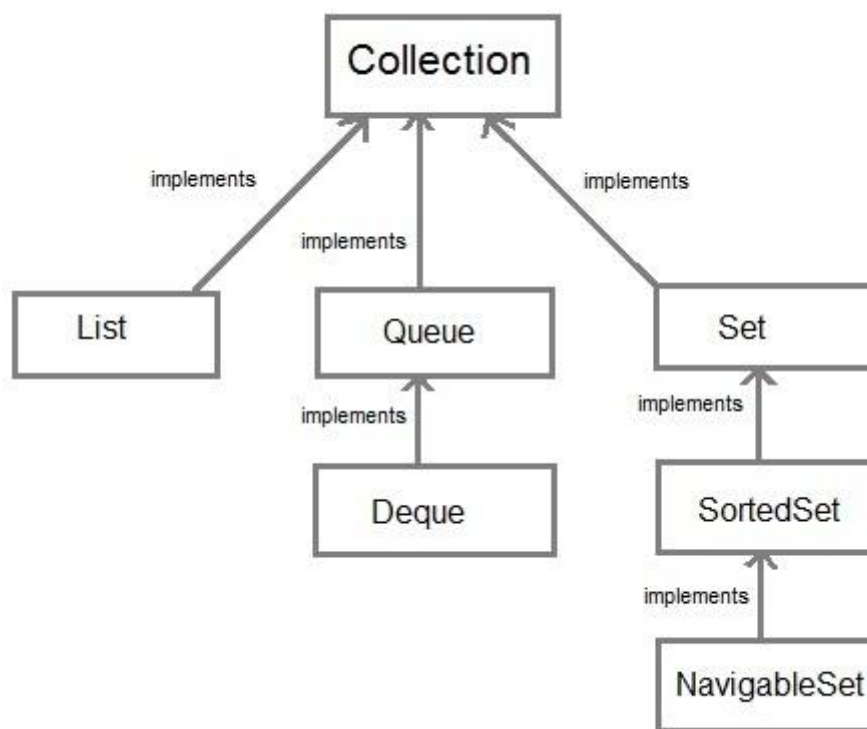 Collection
implements
implements
implements
List
Queue
Set
implements
implements
Deque
SortedSet
implements
NavigableSet